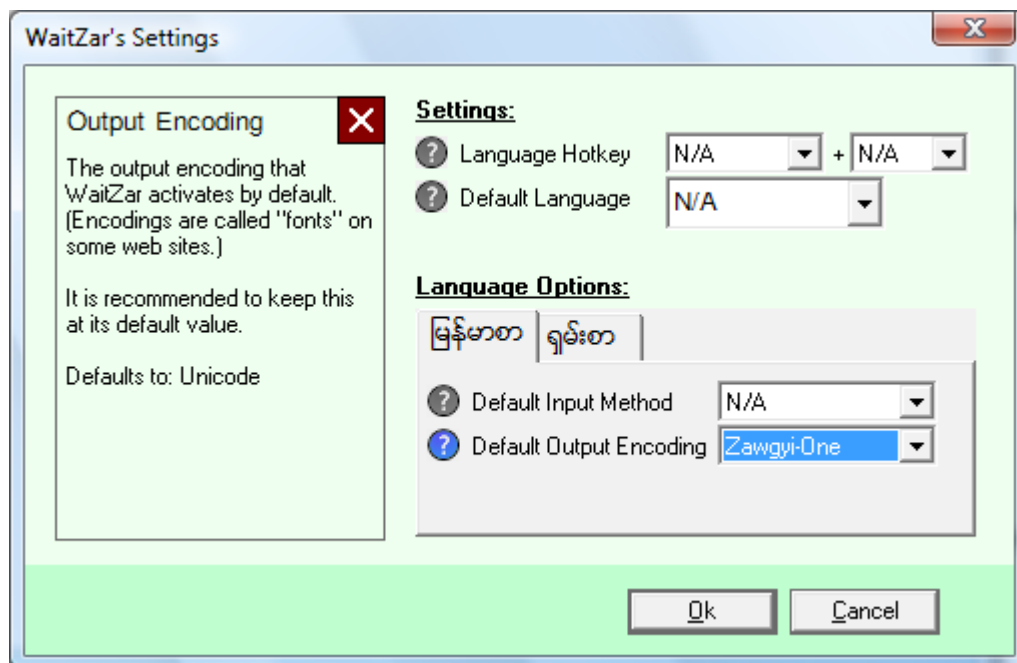 WaitZar's Settings
Output Encoding
The output encoding that
WaitZar activates by default.
(Encodings are called "fonts" on
some web sites.)
It is recommended to keep this
at its default value.
Defaults to: Unicode
Settings:
Language Hotkey N/A + N/A
Default Language N/A
Language Options:
မြန်မာစာ ရှမ်းစာ
Default Input Method N/A
Default Output Encoding Zawgyi-One
Ok Cancel